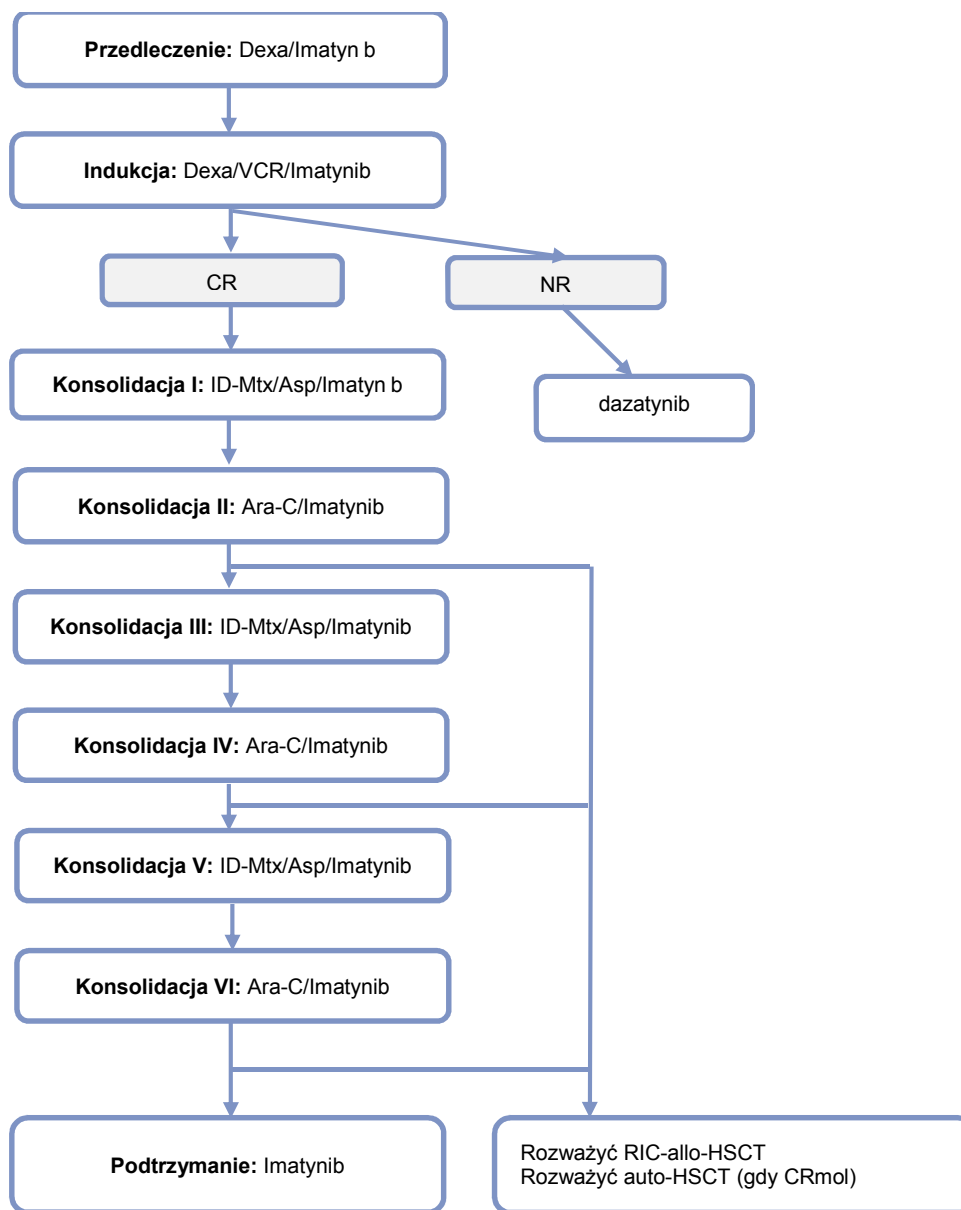 Przedleczenie: Dexa/Imatyn b
Indukcja: Dexa/VCR/Imatynib
CR
NR
Konsolidacja I: ID-Mtx/Asp/Imatyn b
dazatynib
Konsolidacja II: Ara-C/Imatynib
Konsolidacja III: ID-Mtx/Asp/Imatynib
Konsolidacja IV: Ara-C/Imatynib
Konsolidacja V: ID-Mtx/Asp/Imatynib
Konsolidacja VI: Ara-C/Imatynib
Podtrzymanie: Imatynib
Rozważyć RIC-allo-HSCT
Rozważyć auto-HSCT (gdy CRmol)